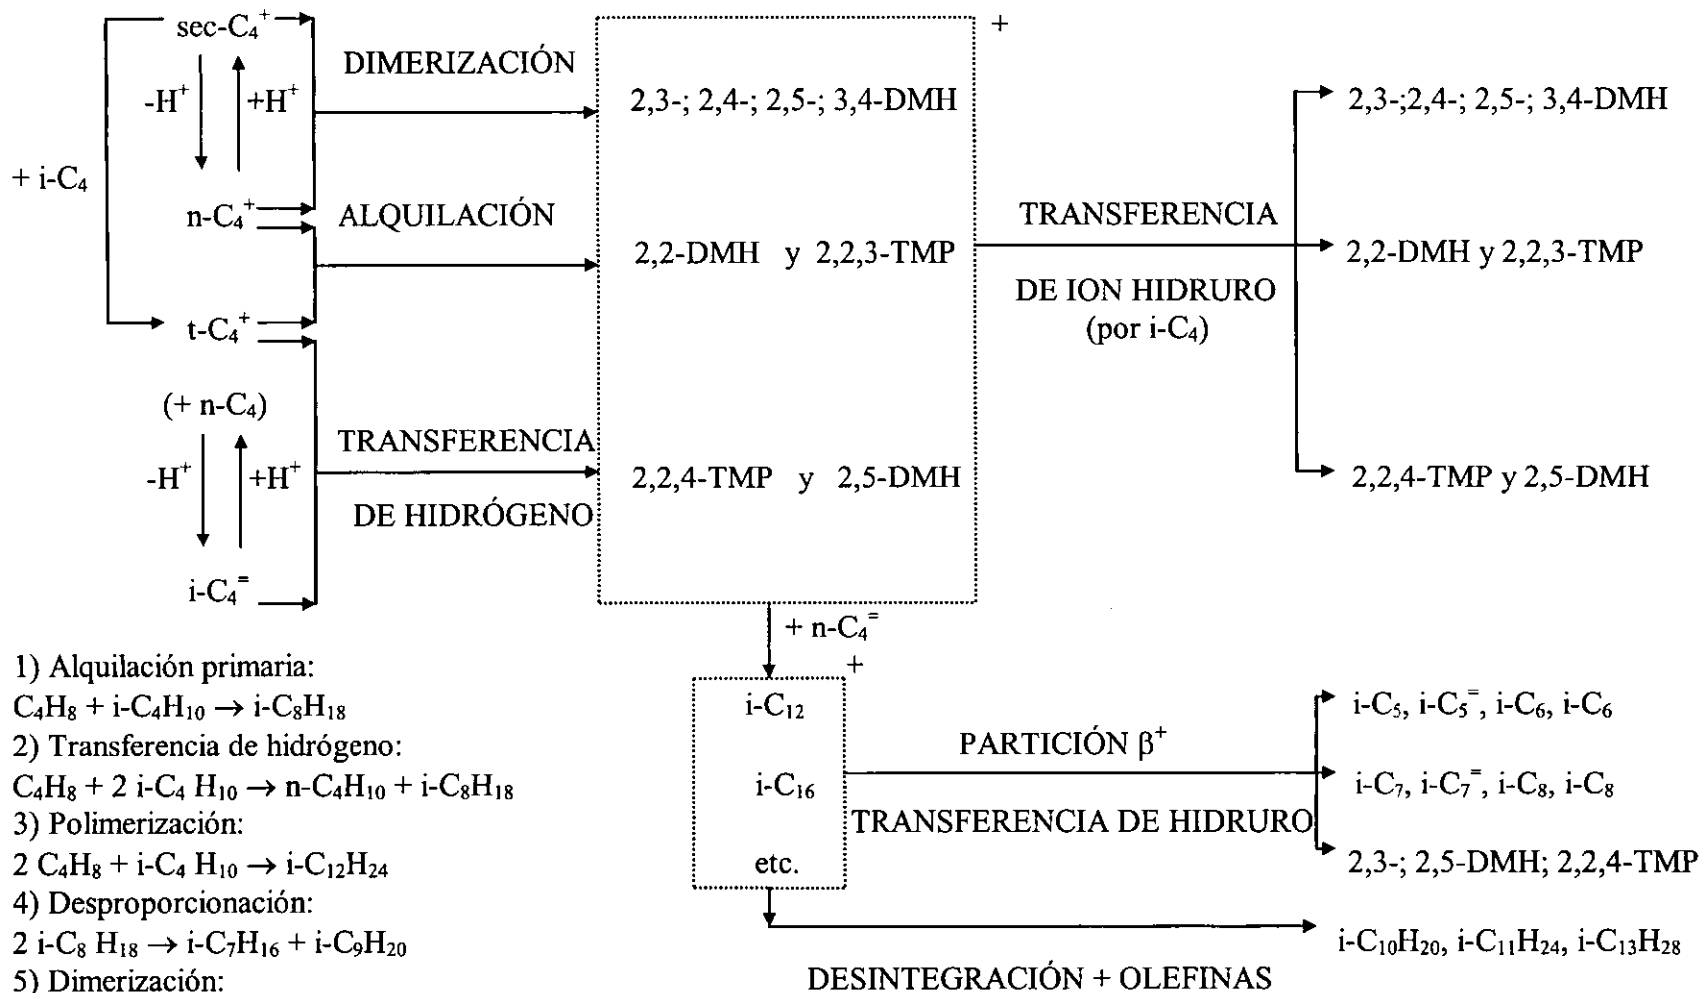 sec-C₄⁺
+
DIMERIZACIÓN
-H⁺ +H⁺
2,3-; 2,4-; 2,5-; 3,4-DMH
2,3-;2,4-; 2,5-; 3,4-DMH
+ i-C₄
n-C₄⁺
ALQUILACIÓN
TRANSFERENCIA
2,2-DMH y 2,2,3-TMP
2,2-DMH y 2,2,3-TMP
DE ION HIDRURO
(por i-C₄)
t-C₄⁺
(+ n-C₄)
TRANSFERENCIA
-H⁺ +H⁺
2,2,4-TMP y 2,5-DMH
2,2,4-TMP y 2,5-DMH
DE HIDRÓGENO
i-C₄⁼
+ n-C₄⁼
+
1) Alquilación primaria:
C₄H₈ + i-C₄H₁₀ → i-C₈H₁₈
2) Transferencia de hidrógeno:
C₄H₈ + 2 i-C₄ H₁₀ → n-C₄H₁₀ + i-C₈H₁₈
3) Polimerización:
2 C₄H₈ + i-C₄ H₁₀ → i-C₁₂H₂₄
4) Desproporcionación:
2 i-C₈ H₁₈ → i-C₇H₁₆ + i-C₉H₂₀
5) Dimerización:
i-C₁₂
i-C₁₆
etc.
PARTICIÓN β⁺
TRANSFERENCIA DE HIDRURO
i-C₅, i-C₅⁼, i-C₆, i-C₆
i-C₇, i-C₇⁼, i-C₈, i-C₈
2,3-; 2,5-DMH; 2,2,4-TMP
i-C₁₀H₂₀, i-C₁₁H₂₄, i-C₁₃H₂₈
DESINTEGRACIÓN + OLEFINAS